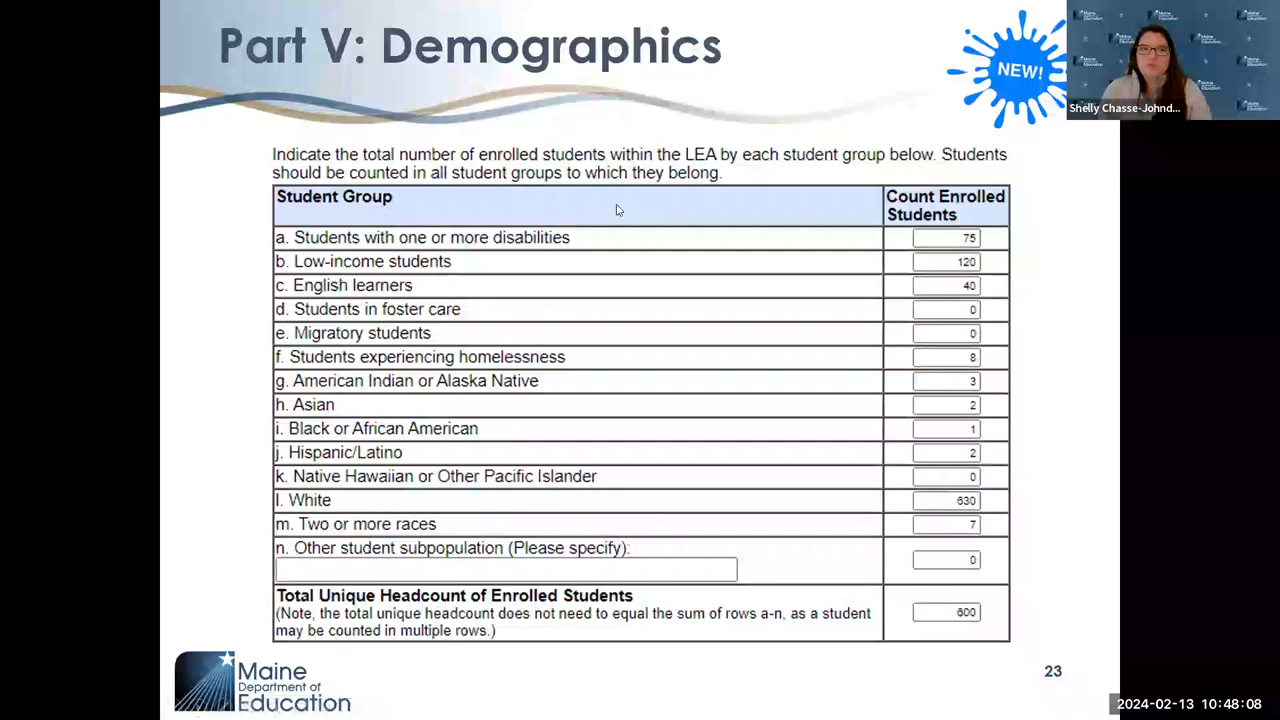 Part V: Demographics
NEW!
Shelly Chasse-Johnd...
Indicate the total number of enrolled students within the LEA by each student group below. Students
should be counted in all student groups to which they belong.
Student Group
Count Enrolled
Students
a. Students with one or more disabilities 75
b. Low-income students 120
c. English learners 40
d. Students in foster care 0
e. Migratory students 0
f. Students experiencing homelessness 8
g. American Indian or Alaska Native 3
h. Asian 2
i. Black or African American 1
j. Hispanic/Latino 2
k. Native Hawaiian or Other Pacific Islander 0
l. White 630
m. Two or more races 7
n. Other student subpopulation (Please specify): 0
Total Unique Headcount of Enrolled Students
(Note, the total unique headcount does not need to equal the sum of rows a-n, as a student 600
may be counted in multiple rows.)
Maine
Department of
Education
23
2024-02-13 10:48:08